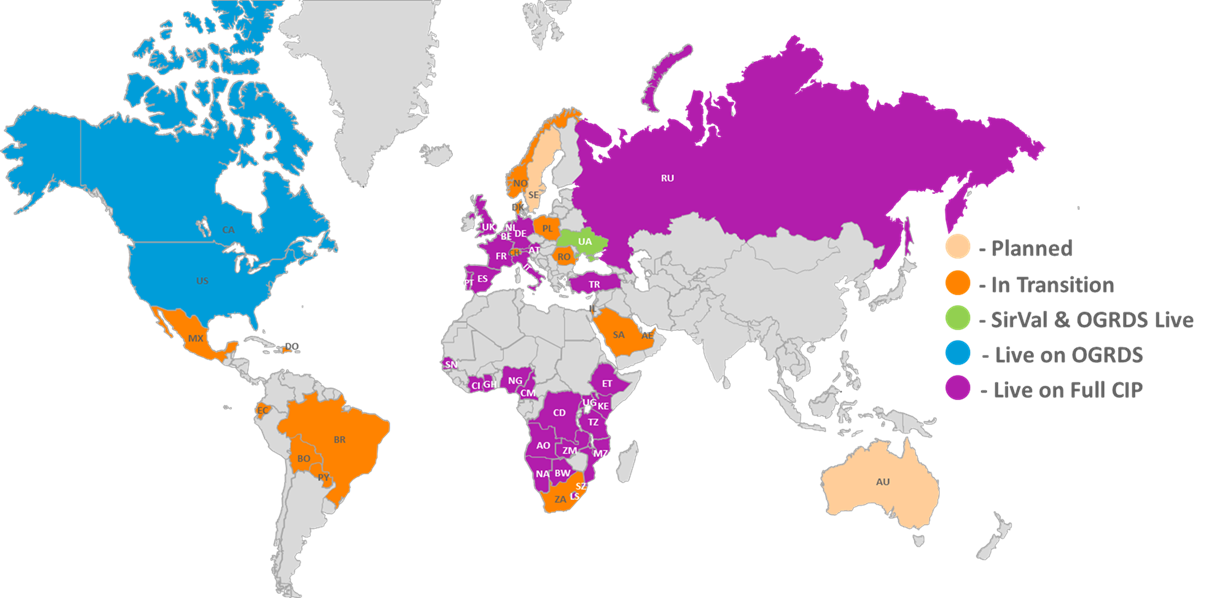 RU
NO
SE
DK
CA
UK
NL
BE
DE
PL
UA
FR
AT
RO
IT
PT
ES
TR
US
IL
MX
SA
AE
DO
SN
CI
GH
NG
CM
ET
EC
CD
UG
KE
TZ
BR
AO
ZM
MZ
BO
PY
NA
BW
SZ
LS
ZA
AU
- Planned
- In Transition
- SirVal & OGRDS Live
- Live on OGRDS
- Live on Full CIP